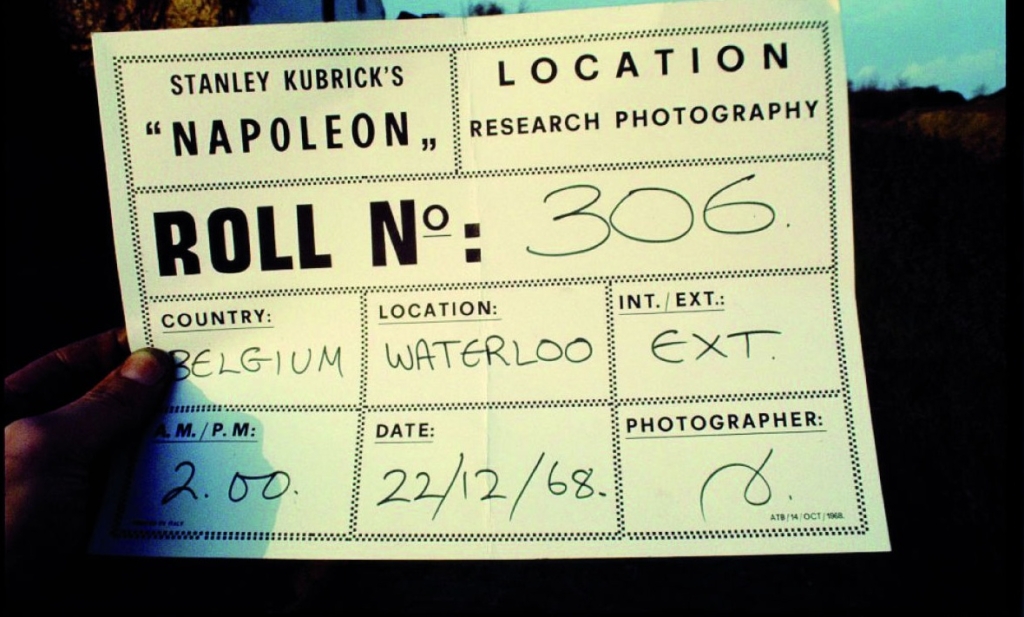 STANLEY KUBRICK'S
“NAPOLEON„
LOCATION
RESEARCH PHOTOGRAPHY
ROLL Nº: 306.
COUNTRY:
BELGIUM
LOCATION:
WATERLOO
INT./EXT.:
EXT.
A.M./P.M:
2.00.
DATE:
22/12/68.
PHOTOGRAPHER:
ATB/14/OCT/1968.